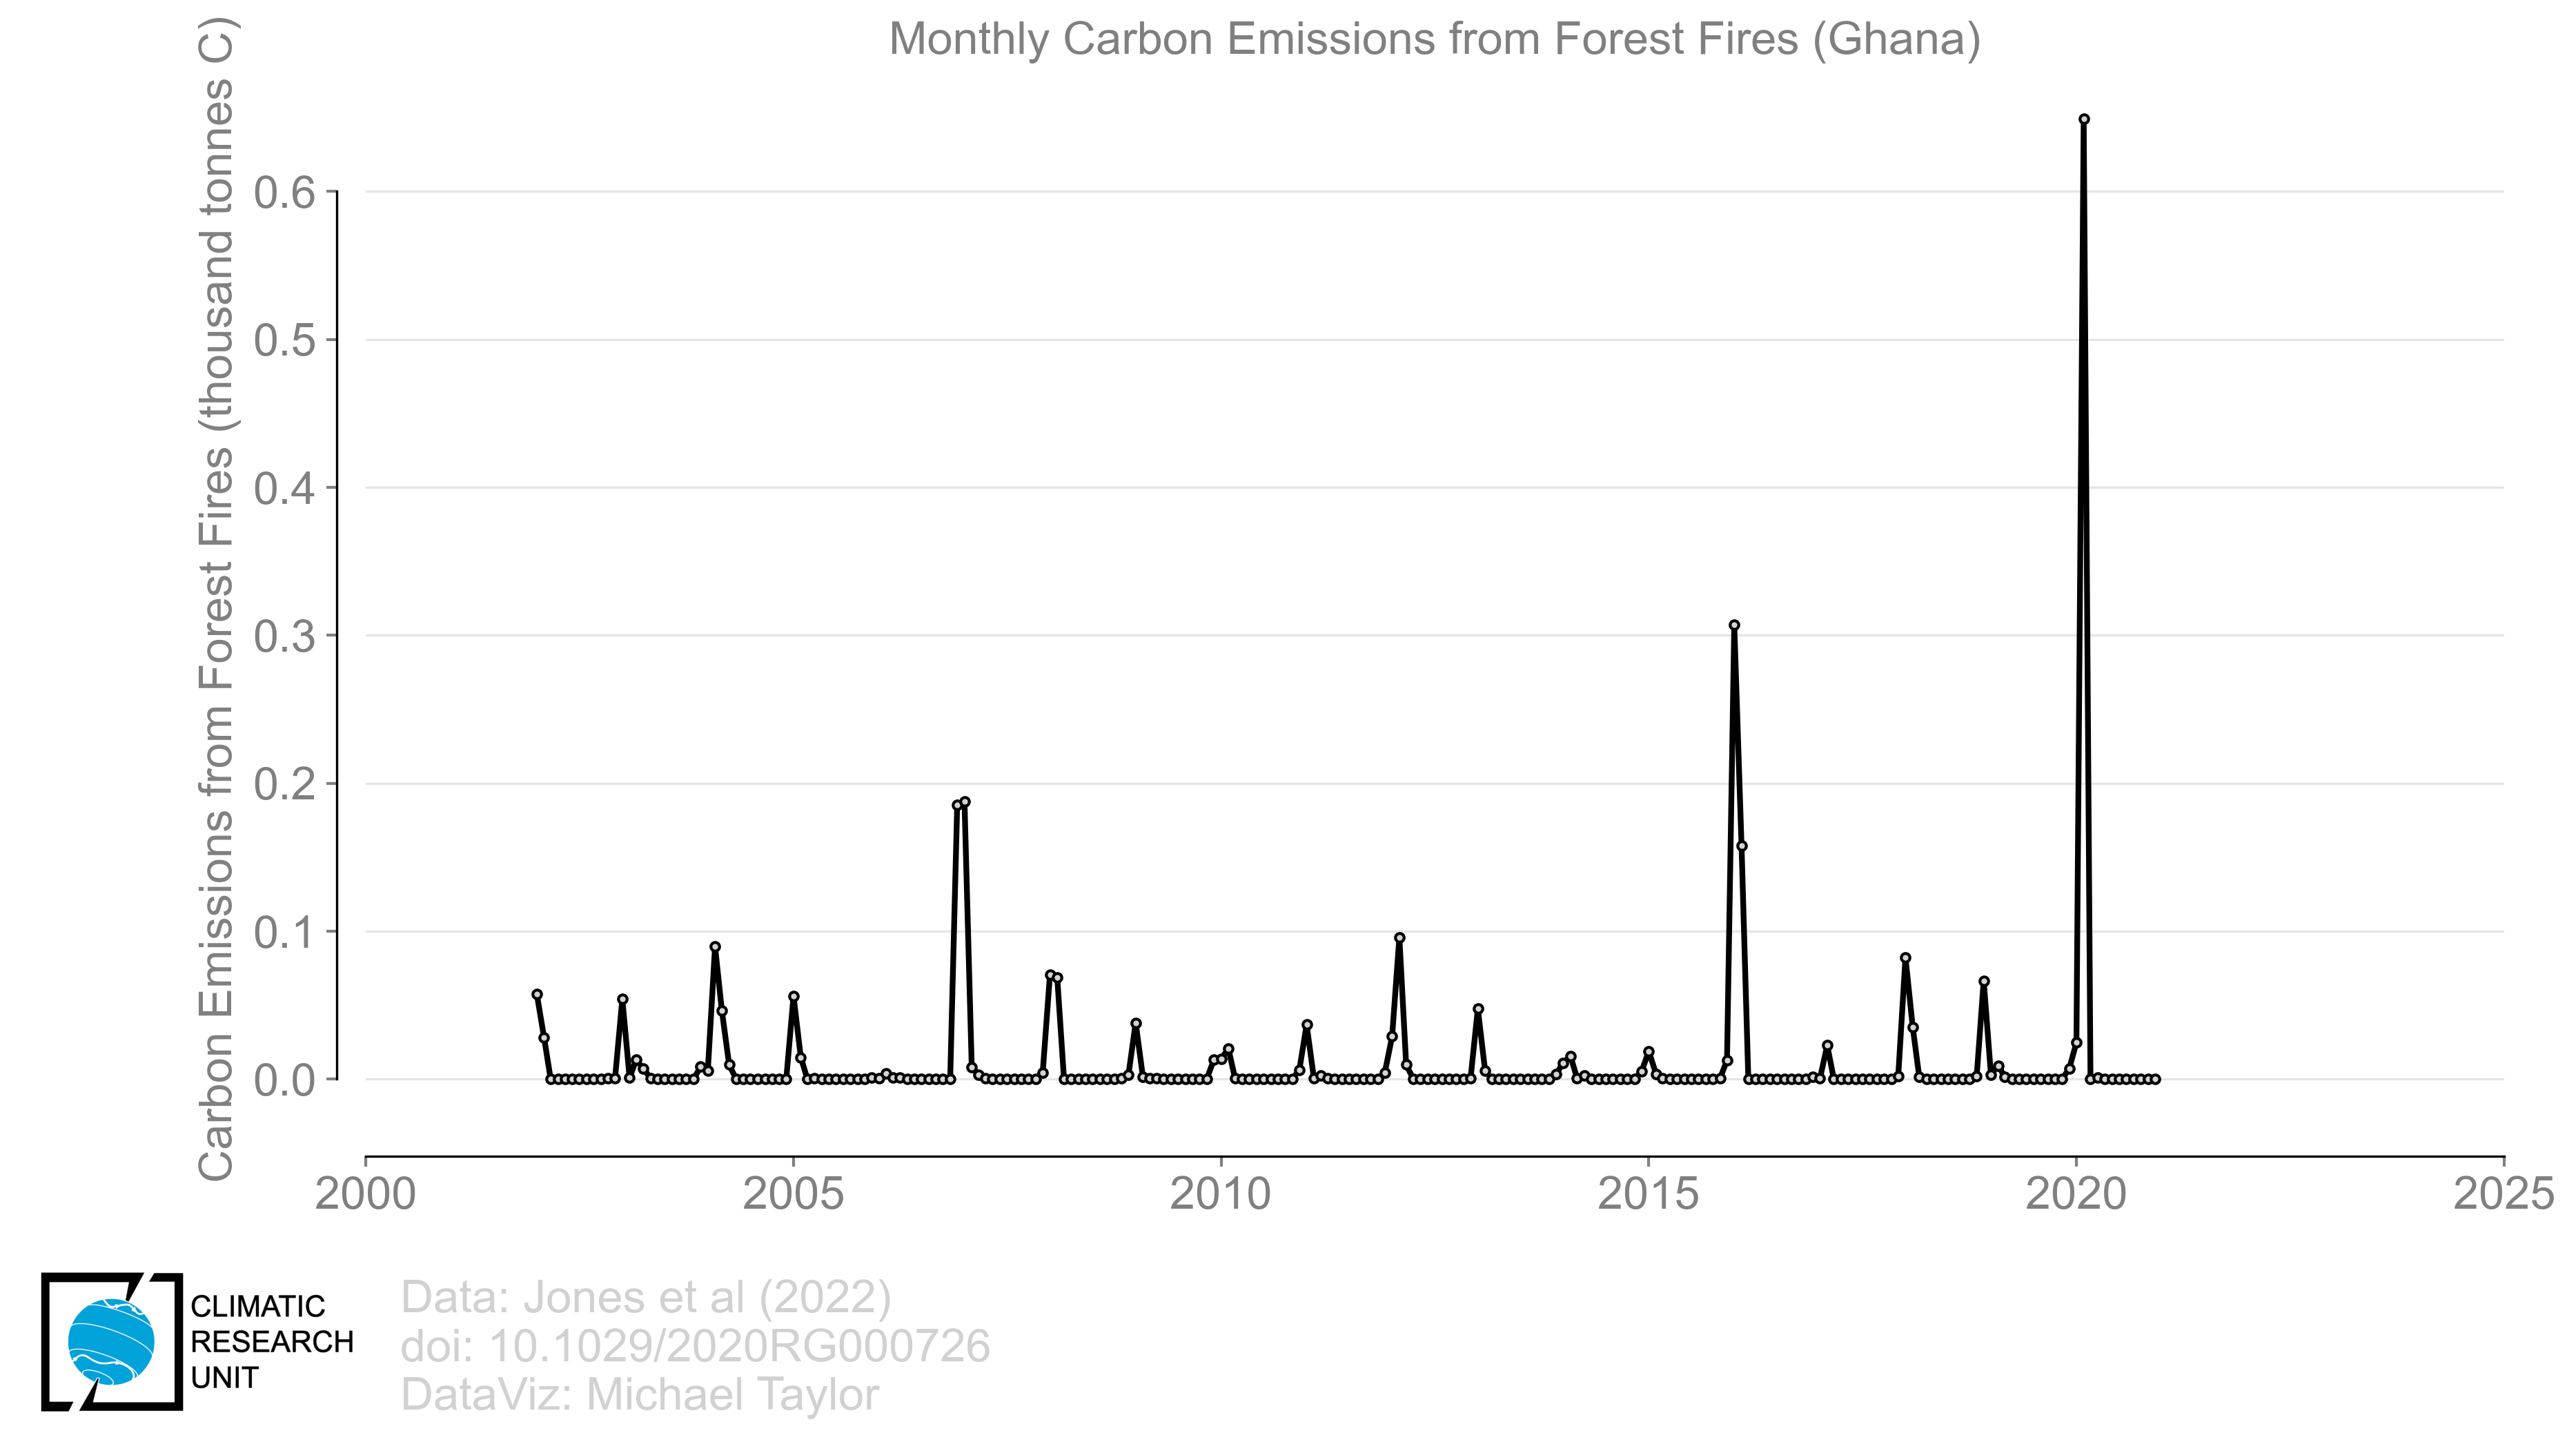 Monthly Carbon Emissions from Forest Fires (Ghana)
Carbon Emissions from Forest Fires (thousand tonnes C)
0.6
0.5
0.4
0.3
0.2
0.1
0.0
2000 2005 2010 2015 2020 2025
CLIMATIC
RESEARCH
UNIT
Data: Jones et al (2022)
doi: 10.1029/2020RG000726
DataViz: Michael Taylor